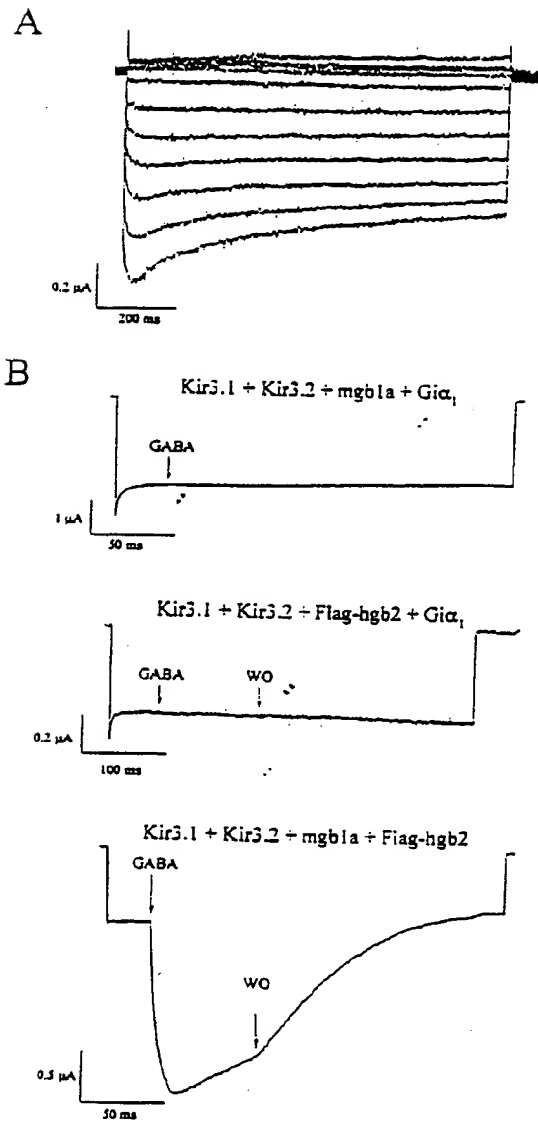 A
0.2 µA
200 ms
B
Kir3.1 + Kir3.2 + mgb1a + Giα1
GABA
1 µA
50 ms
Kir3.1 + Kir3.2 + Flag-hgb2 + Giα1
GABA
WO
0.2 µA
100 ms
Kir3.1 + Kir3.2 + mgb1a + Flag-hgb2
GABA
WO
0.5 µA
50 ms